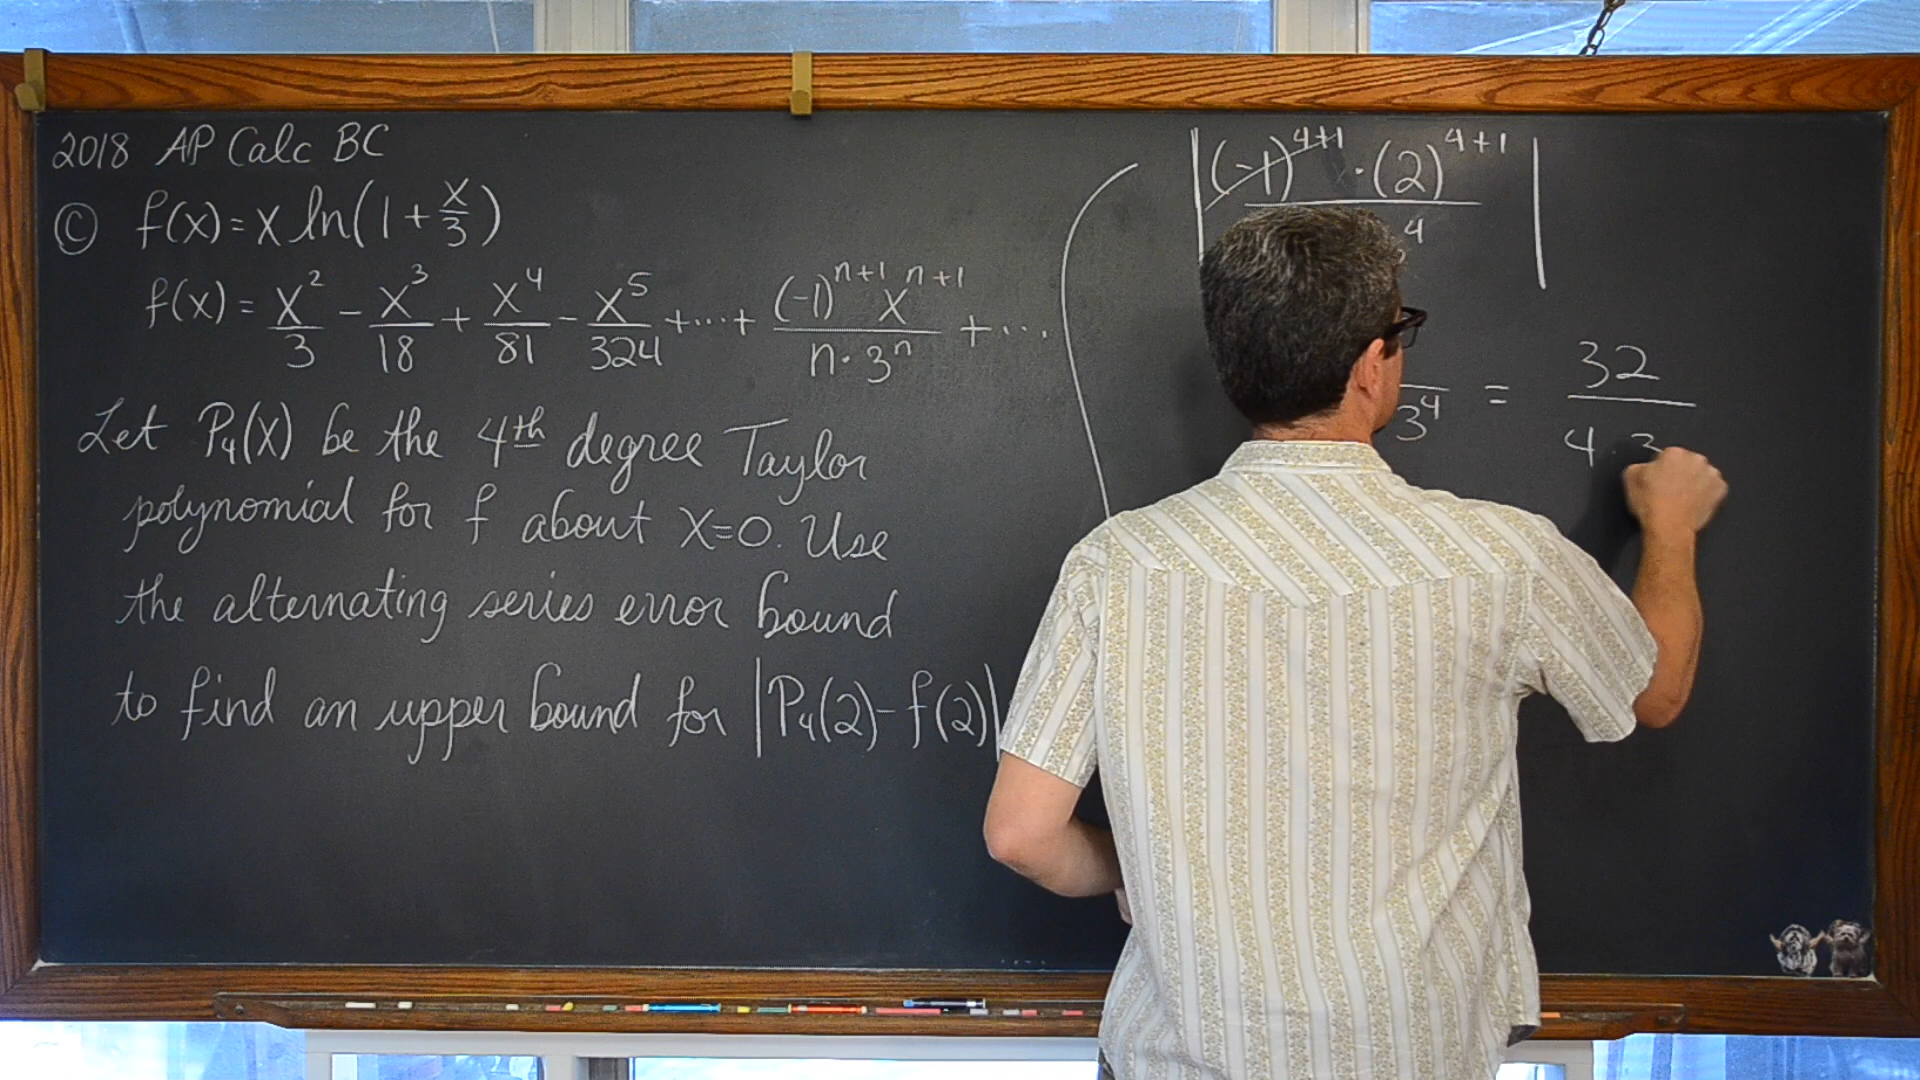 2018 AP Calc BC
Ⓒ f(x) = x ln(1 + x/3)
f(x) = x²/3 - x³/18 + x⁴/81 - x⁵/324 + ... + (-1)ⁿ⁺¹xⁿ⁺¹/n·3ⁿ + ...
Let P₄(x) be the 4th degree Taylor
polynomial for f about x=0. Use
the alternating series error bound
to find an upper bound for |P₄(2)-f(2)|
|(-1)⁴⁺¹·(2)⁴⁺¹
4|
3⁴ = 32/4·3